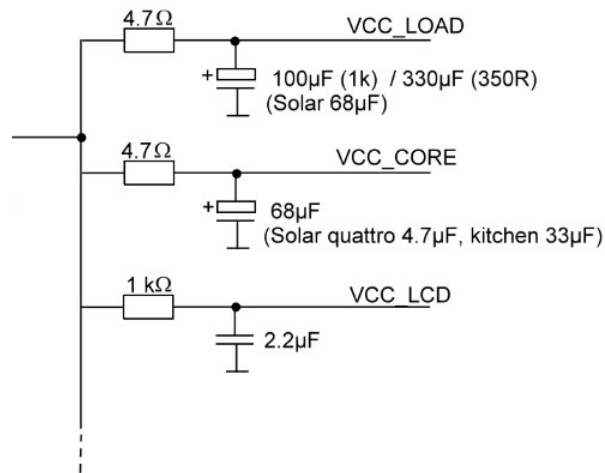 4.7Ω
VCC_LOAD
+
100µF (1k) / 330µF (350R)
(Solar 68µF)
4.7Ω
VCC_CORE
+
68µF
(Solar quattro 4.7µF, kitchen 33µF)
1 kΩ
VCC_LCD
2.2µF